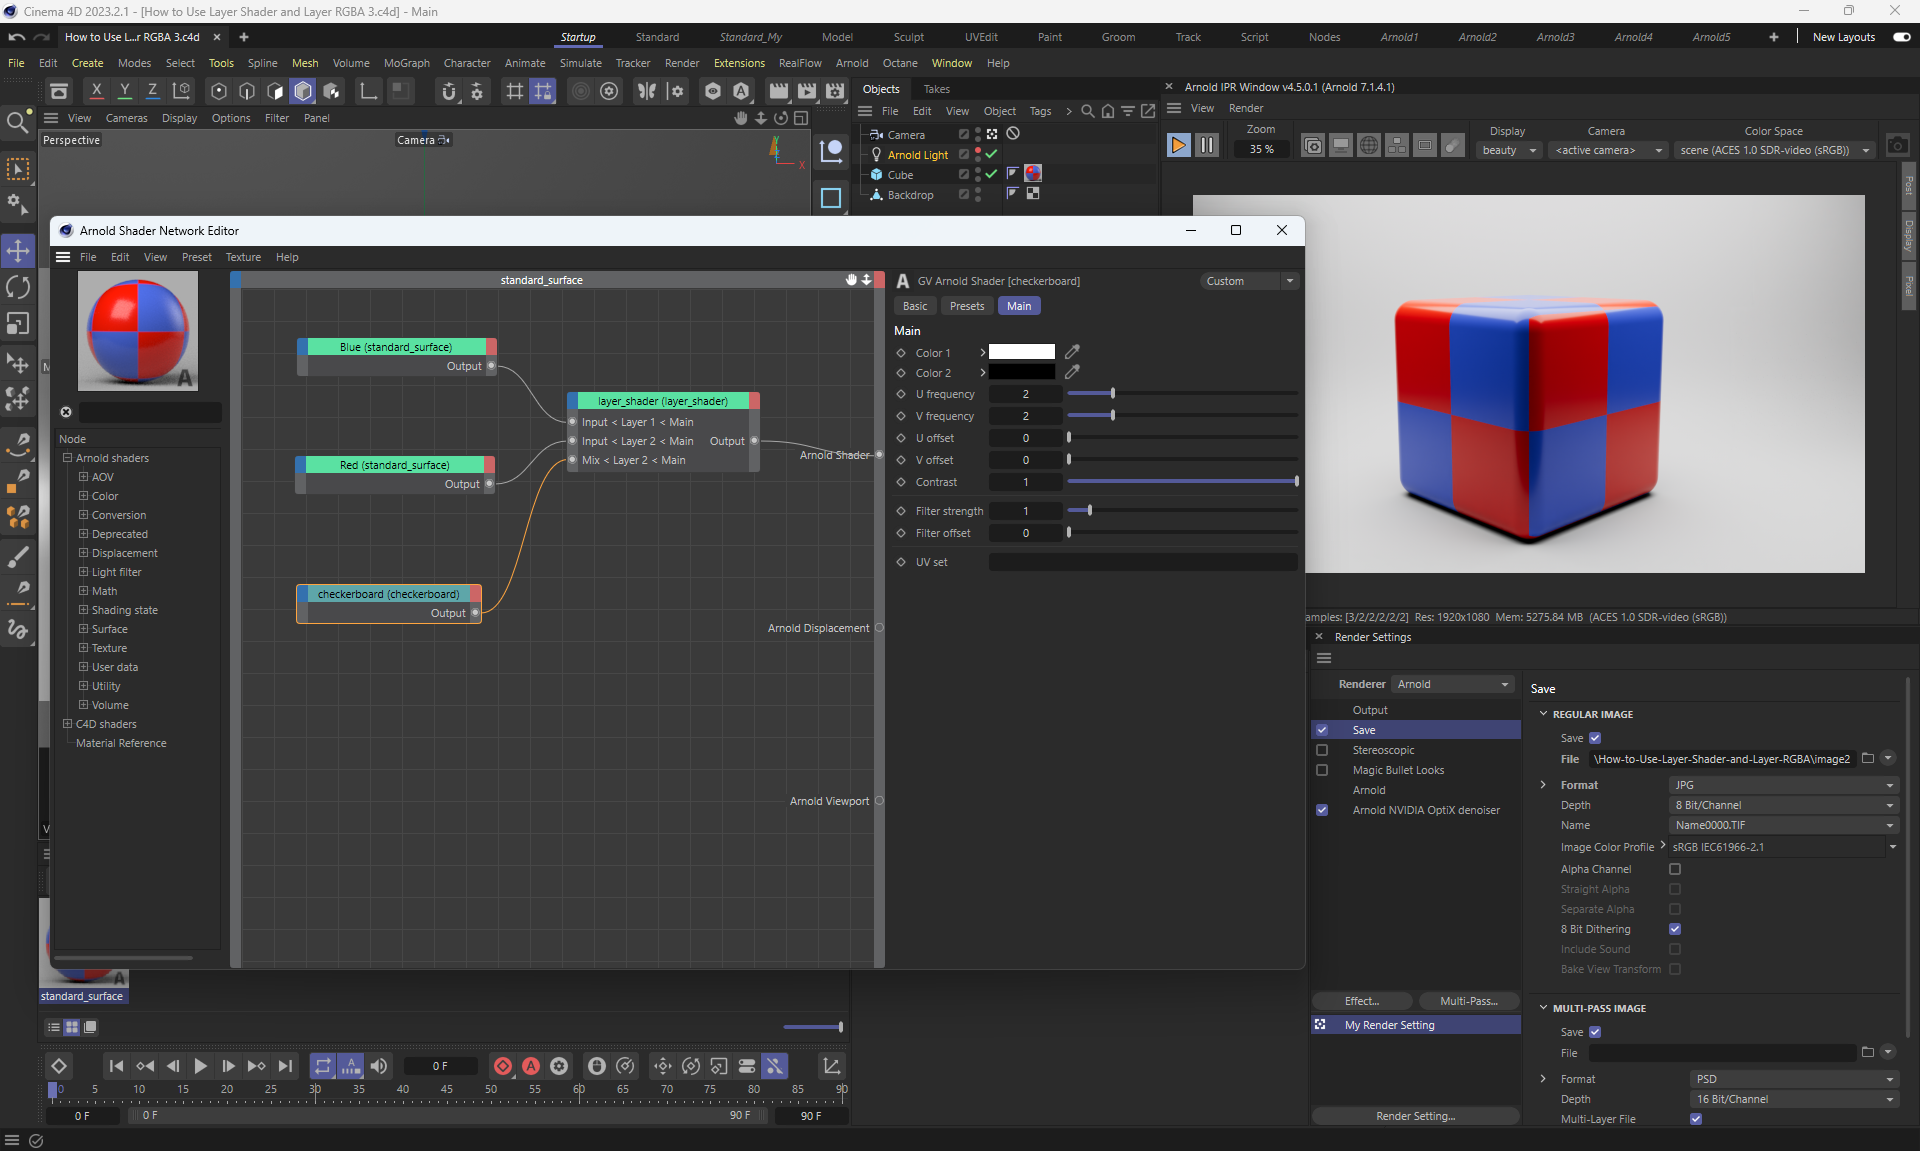 Cinema 4D 2023.2.1 - [How to Use Layer Shader and Layer RGBA 3.c4d] - Main
How to Use L...r RGBA 3.c4d
Startup Standard Standard_My Model Sculpt UVEdit Paint Groom Track Script Nodes Arnold1 Arnold2 Arnold3 Arnold4 Arnold5 New Layouts
File Edit Create Modes Select Tools Spline Mesh Volume MoGraph Character Animate Simulate Tracker Render Extensions RealFlow Arnold Octane Window Help
X Y Z
Objects Takes
Arnold IPR Window v4.5.0.1 (Arnold 7.1.4.1)
View Cameras Display Options Filter Panel
File Edit View Object Tags
View Render
Perspective
Camera
X
Camera
Arnold Light
Cube
Backdrop
Zoom
35 %
Display
beauty
Camera
<active camera>
Color Space
scene (ACES 1.0 SDR-video (sRGB))
Post
Display
Pixel
Arnold Shader Network Editor
File Edit View Preset Texture Help
A
Node
Arnold shaders
AOV
Color
Conversion
Deprecated
Displacement
Light filter
Math
Shading state
Surface
Texture
User data
Utility
Volume
C4D shaders
Material Reference
standard_surface
Blue (standard_surface)
Output
Red (standard_surface)
Output
layer_shader (layer_shader)
Input < Layer 1 < Main
Input < Layer 2 < Main Output
Mix < Layer 2 < Main
checkerboard (checkerboard)
Output
Arnold Shader
Arnold Displacement
Arnold Viewport
A GV Arnold Shader [checkerboard]
Custom
Basic Presets Main
Main
Color 1
Color 2
U frequency 2
V frequency 2
U offset 0
V offset 0
Contrast 1
Filter strength 1
Filter offset 0
UV set
amples: [3/2/2/2/2/2] Res: 1920x1080 Mem: 5275.84 MB (ACES 1.0 SDR-video (sRGB))
Render Settings
Renderer Arnold
Output
Save
Stereoscopic
Magic Bullet Looks
Arnold
Arnold NVIDIA OptiX denoiser
Effect... Multi-Pass...
My Render Setting
Render Setting...
Save
REGULAR IMAGE
Save
File \How-to-Use-Layer-Shader-and-Layer-RGBA\image2
Format JPG
Depth 8 Bit/Channel
Name Name0000.TIF
Image Color Profile sRGB IEC61966-2.1
Alpha Channel
Straight Alpha
Separate Alpha
8 Bit Dithering
Include Sound
Bake View Transform
MULTI-PASS IMAGE
Save
File
Format PSD
Depth 16 Bit/Channel
Multi-Layer File
M
V
A
standard_surface
0 F
0 5 10 15 20 25 30 35 40 45 50 55 60 65 70 75 80 85 90
0 F 0 F 90 F 90 F